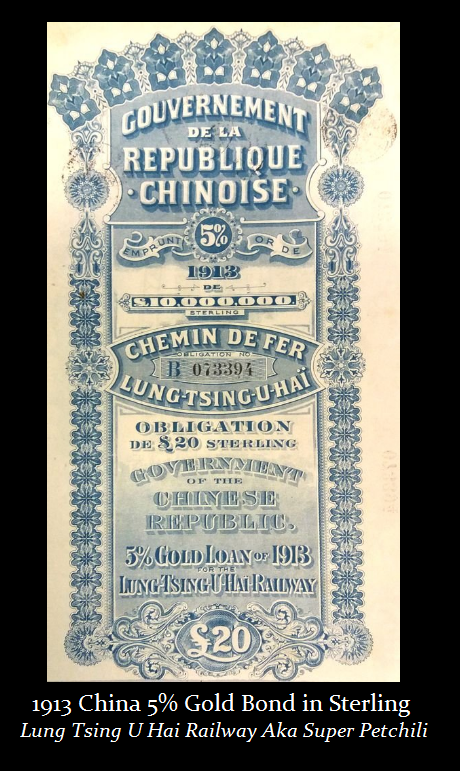 GOUVERNEMENT
DE LA
REPUBLIQUE
·CHINOISE·
EMPRUNT 5% OR DE
1913
DE
£10.000.000.
STERLING
CHEMIN DE FER
OBLIGATION NO.
B 073394
LUNG-TSING-U-HAÏ
OBLIGATION
DE £20 STERLING
GOVERNMENT
OF THE
CHINESE
REPUBLIC.
5% GOLD LOAN OF 1913
FOR THE
LUNG-TSING-U-HAI RAILWAY
£20
1913 China 5% Gold Bond in Sterling
Lung Tsing U Hai Railway Aka Super Petchili